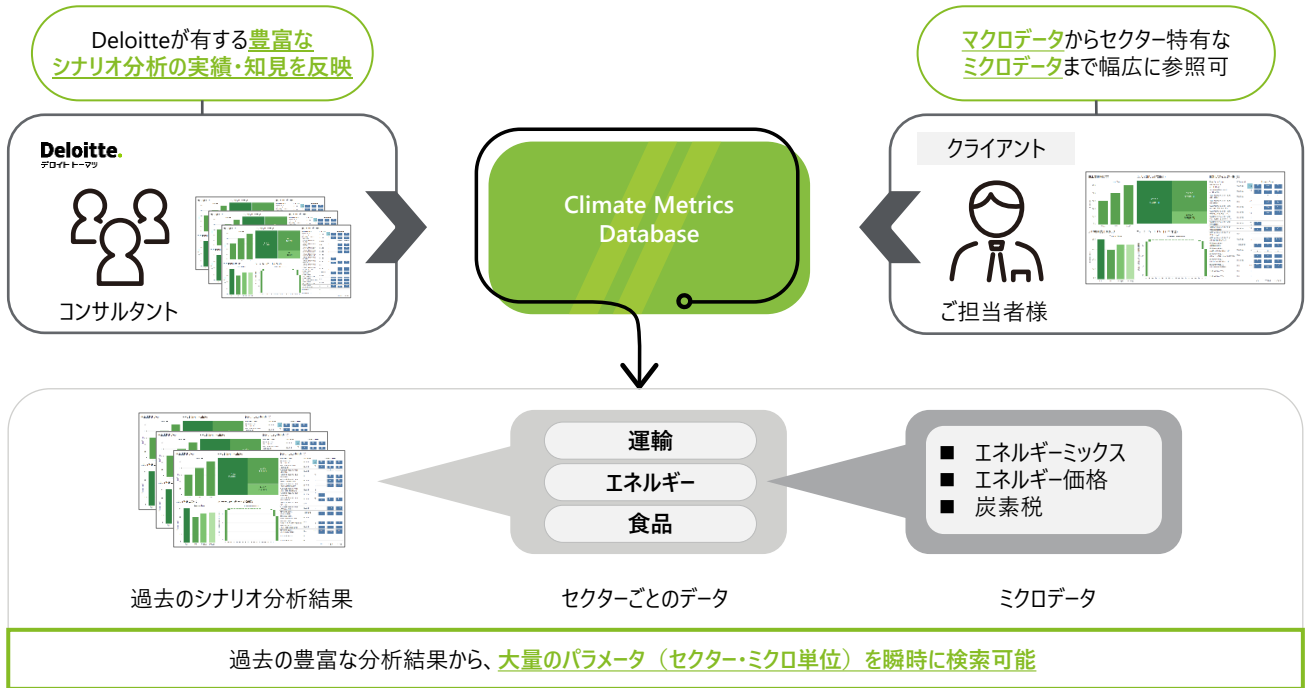 Deloitteが有する豊富な
シナリオ分析の実績・知見を反映
マクロデータからセクター特有な
ミクロデータまで幅広に参照可
Deloitte.
デロイト トーマツ
コンサルタント
Climate Metrics
Database
クライアント
ご担当者様
運輸
エネルギー
食品
■ エネルギーミックス
■ エネルギー価格
■ 炭素税
過去のシナリオ分析結果
セクターごとのデータ
ミクロデータ
過去の豊富な分析結果から、大量のパラメータ（セクター・ミクロ単位）を瞬時に検索可能